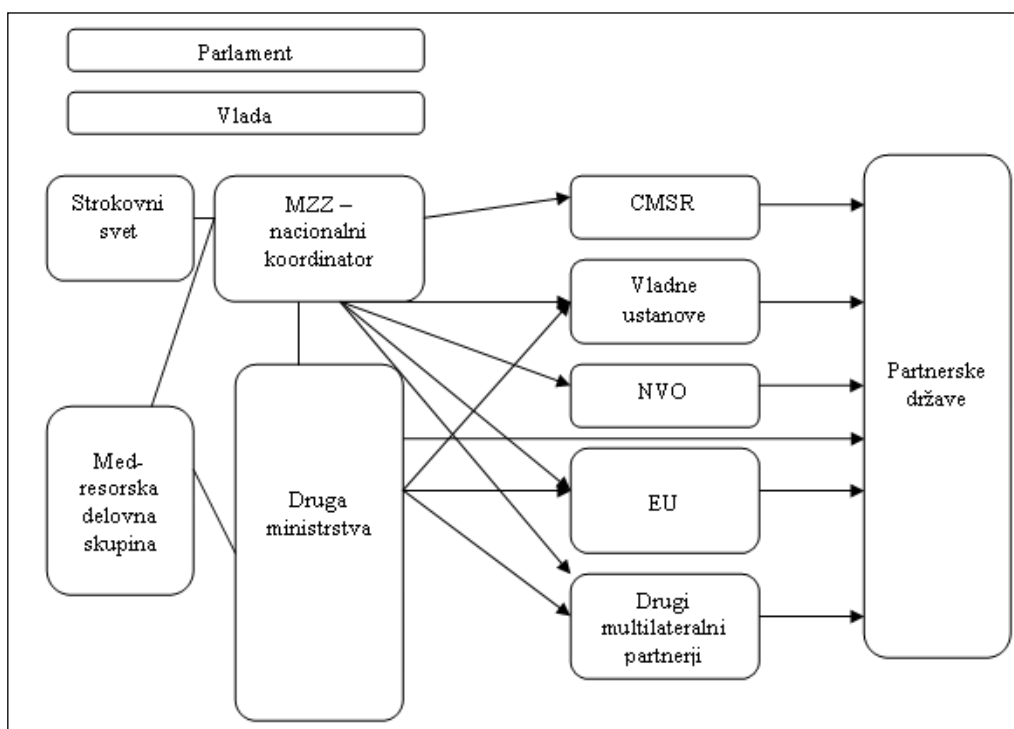 Parlament
Vlada
Strokovni
svet
MZZ –
nacionalni
koordinator
CMSR
Vladne
ustanove
NVO
Partnerske
države
Med-
resorska
delovna
skupina
Druga
ministrstva
EU
Drugi
multilateralni
partnerji